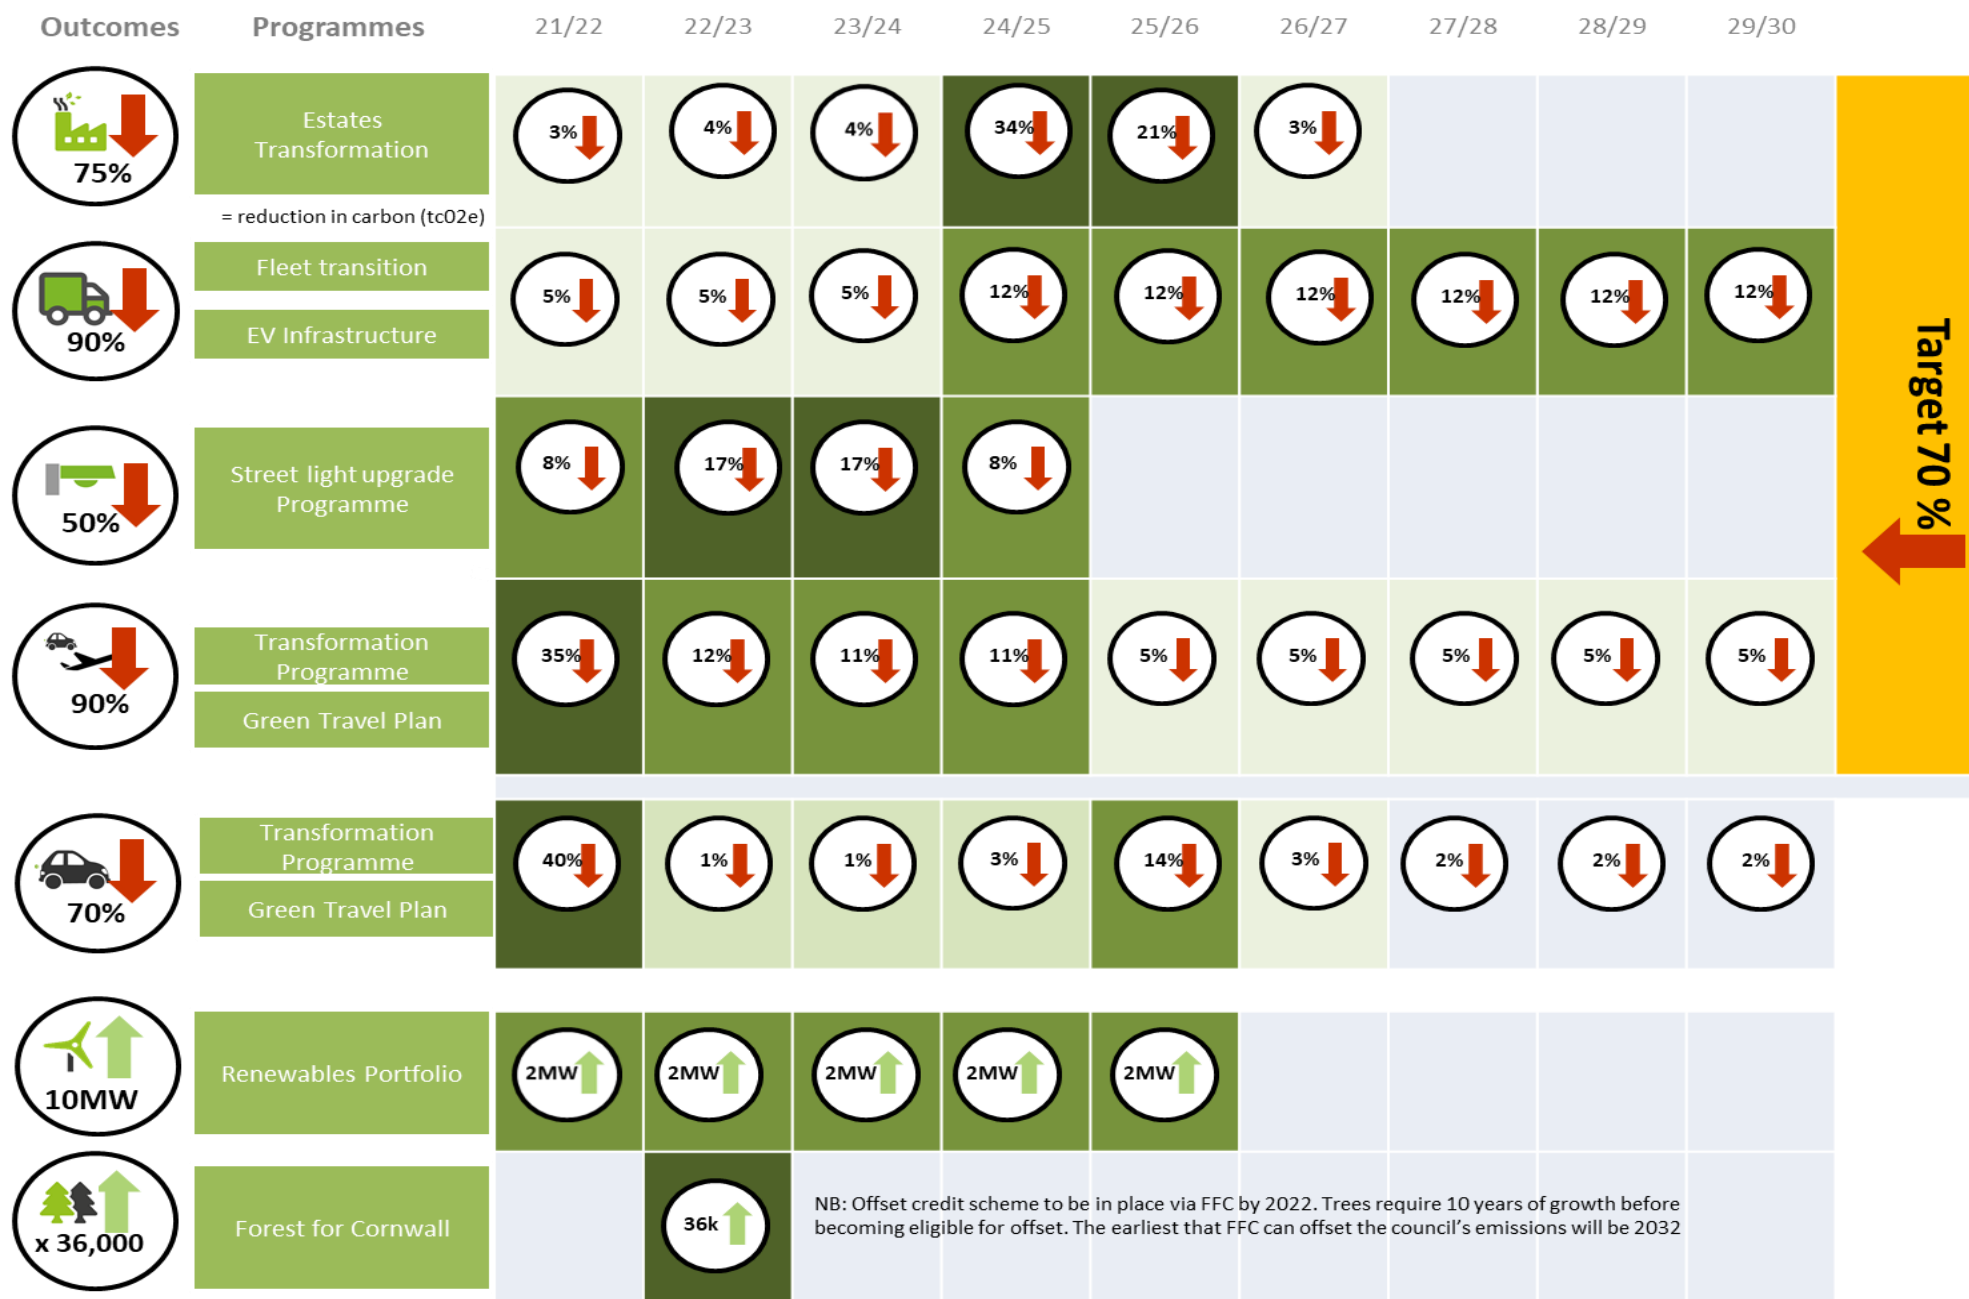 Outcomes Programmes 21/22 22/23 23/24 24/25 25/26 26/27 27/28 28/29 29/30
75%
Estates
Transformation
3% 4% 4% 34% 21% 3%
= reduction in carbon (tc02e)
90%
Fleet transition
EV Infrastructure
5% 5% 5% 12% 12% 12% 12% 12% 12%
50%
Street light upgrade
Programme
8% 17% 17% 8%
90%
Transformation
Programme
Green Travel Plan
35% 12% 11% 11% 5% 5% 5% 5% 5%
Target 70 %
70%
Transformation
Programme
Green Travel Plan
40% 1% 1% 3% 14% 3% 2% 2% 2%
10MW
Renewables Portfolio
2MW 2MW 2MW 2MW 2MW
x 36,000
Forest for Cornwall
36k
NB: Offset credit scheme to be in place via FFC by 2022. Trees require 10 years of growth before
becoming eligible for offset. The earliest that FFC can offset the council's emissions will be 2032